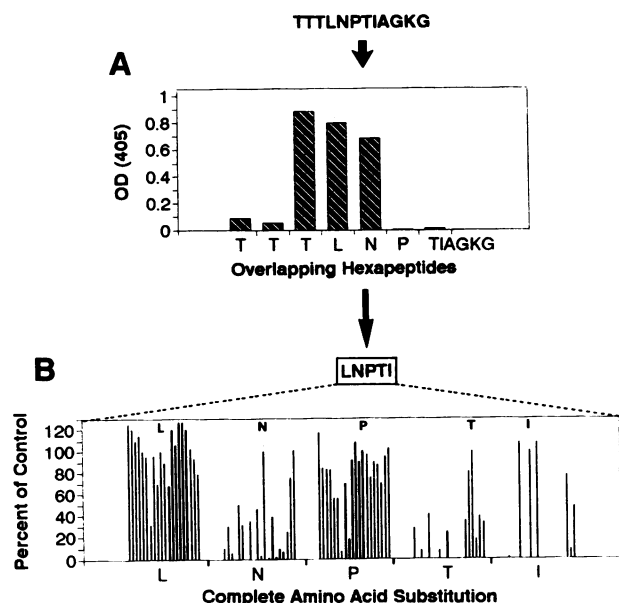 TTTLNPTIAGKG
A
OD (405)
1
0.8
0.6
0.4
0.2
0
T T T L N P TIAGKG
Overlapping Hexapeptides
LNPTI
B
Percent of Control
120
100
80
60
40
20
0
L N P T I
L N P T I
Complete Amino Acid Substitution